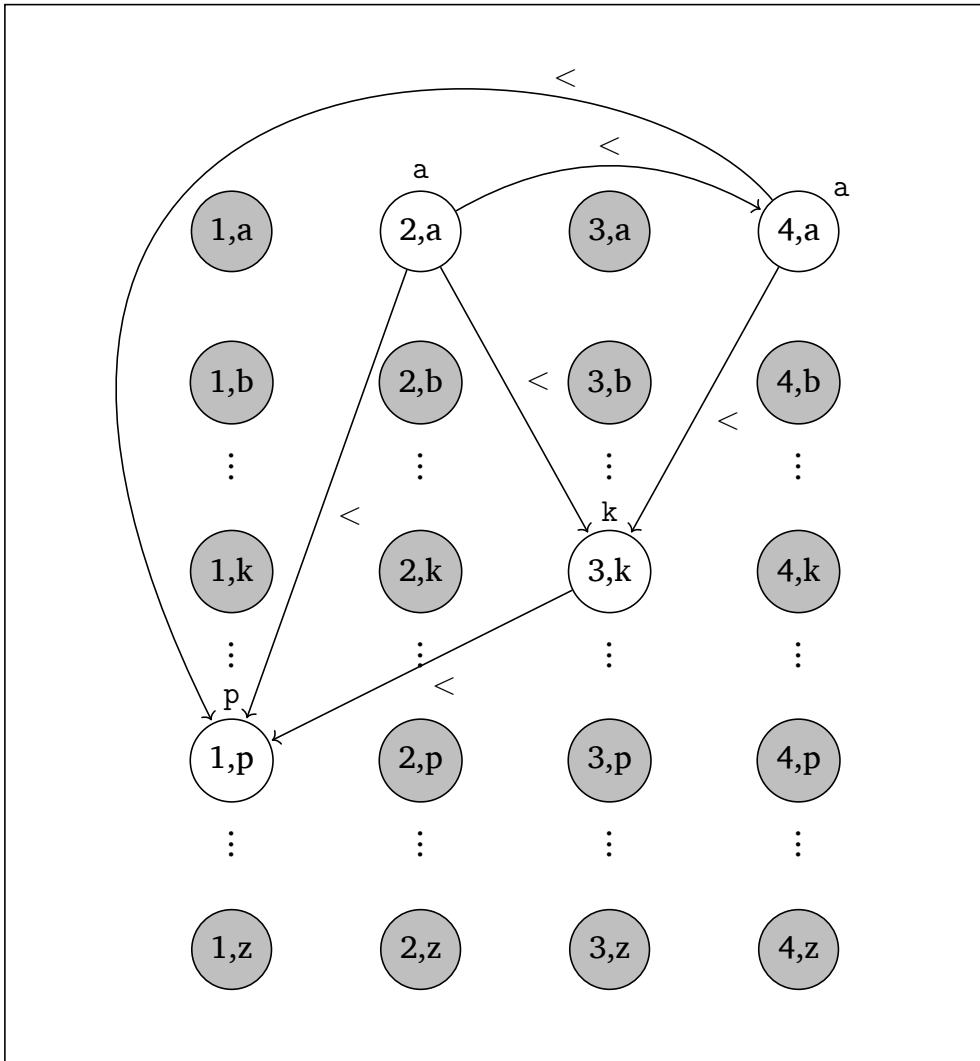 <
<
a
a
1,a 2,a 3,a 4,a
1,b 2,b 3,b 4,b
<
<
⋮ ⋮ ⋮ ⋮
k
<
1,k 2,k 3,k 4,k
⋮ ⋮ ⋮ ⋮
<
p
1,p 2,p 3,p 4,p
⋮ ⋮ ⋮ ⋮
1,z 2,z 3,z 4,z